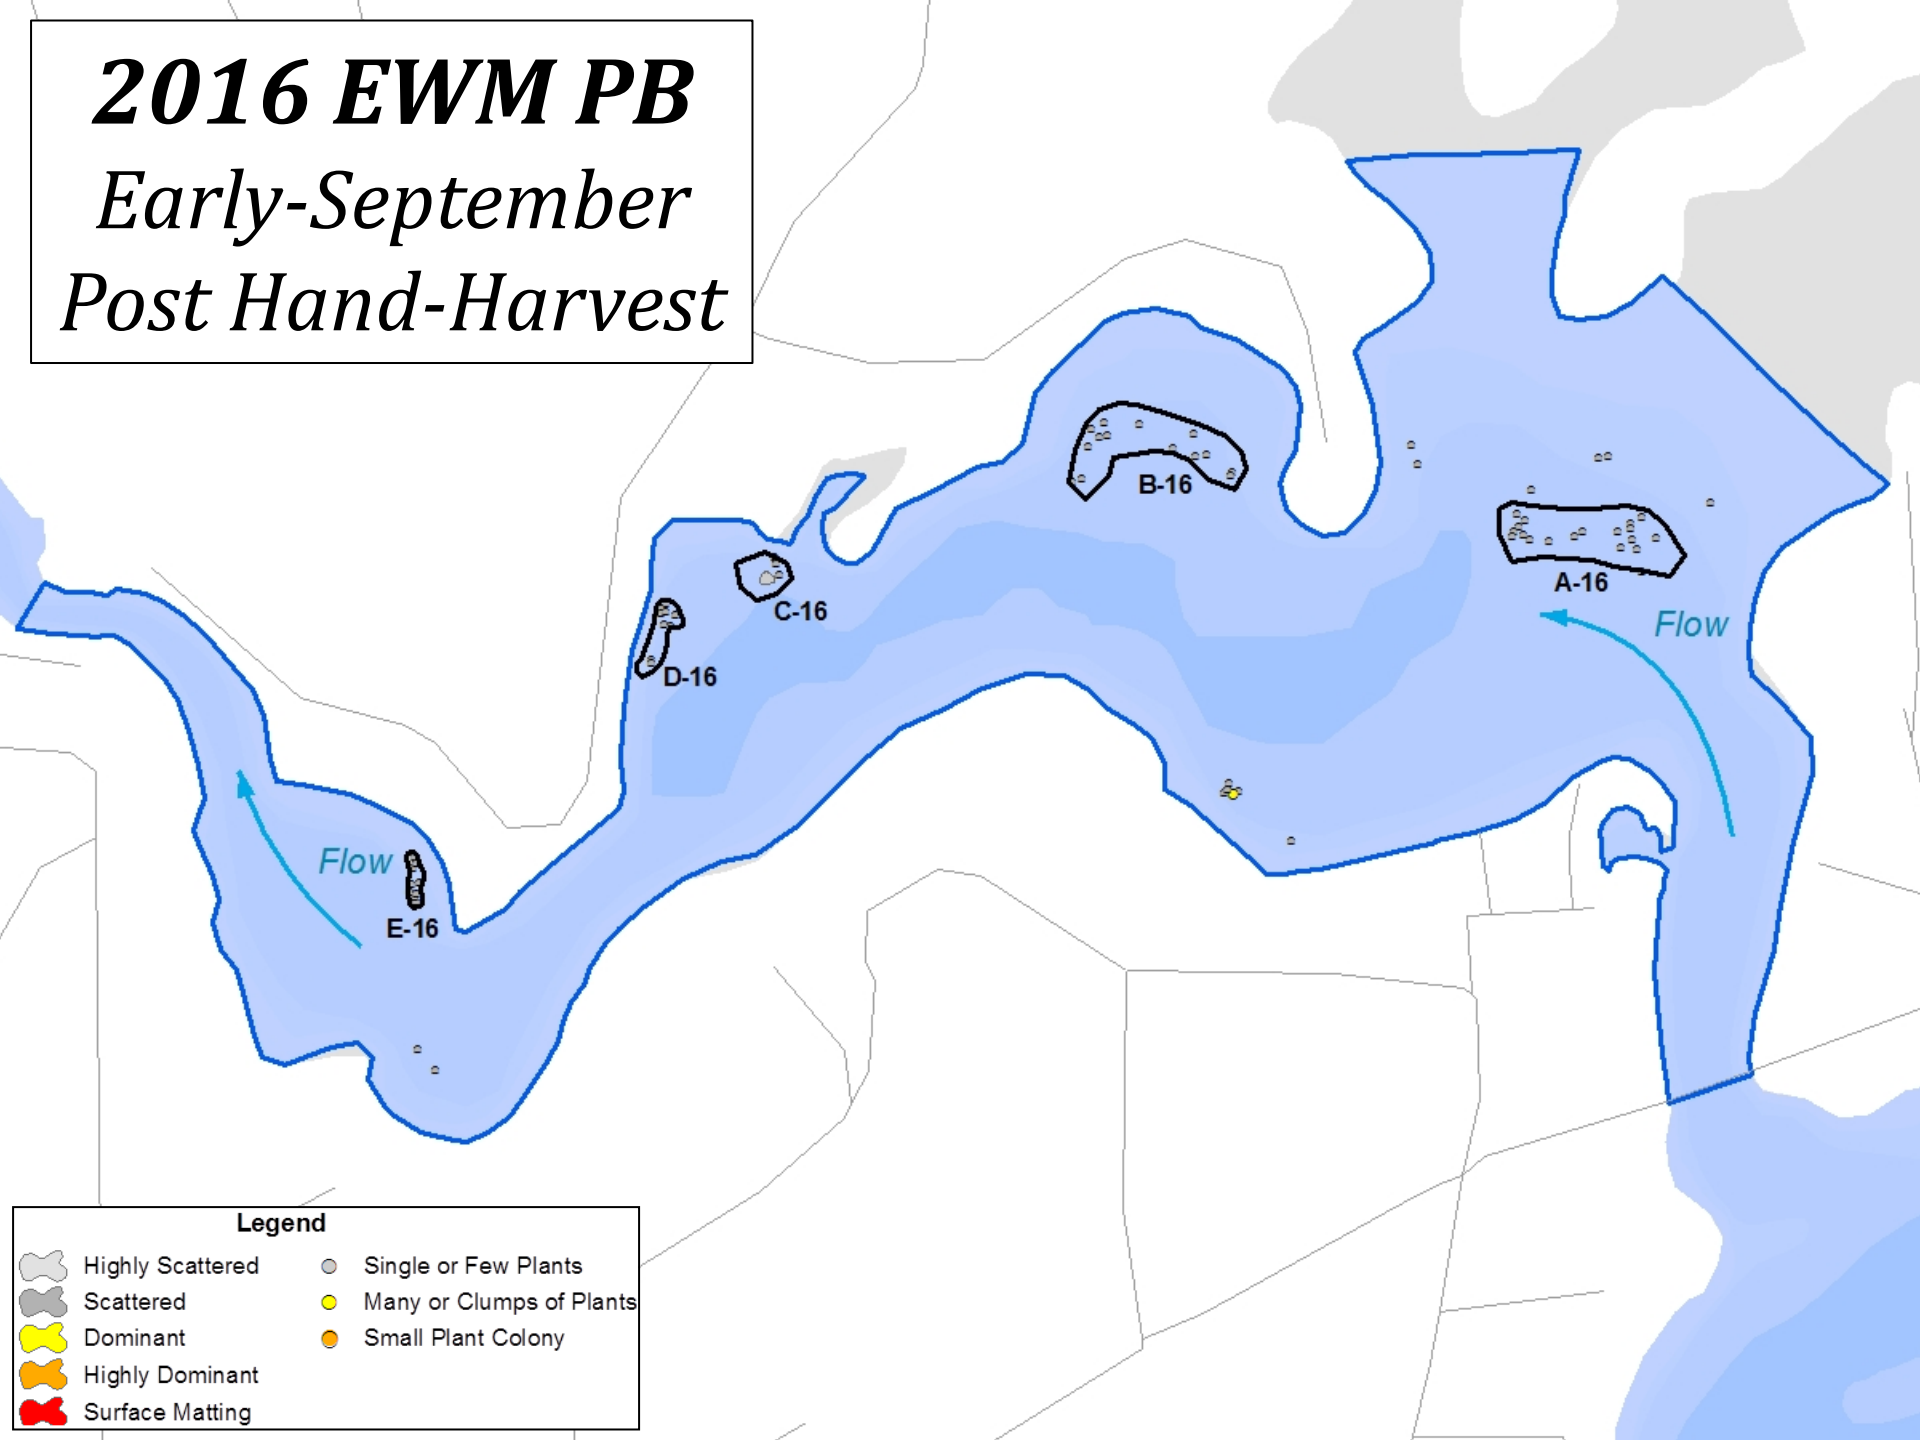 2016 EWM PB
Early-September
Post Hand-Harvest
B-16
A-16
Flow
C-16
D-16
Flow
E-16
Legend
Highly Scattered
Single or Few Plants
Scattered
Many or Clumps of Plants
Dominant
Small Plant Colony
Highly Dominant
Surface Matting